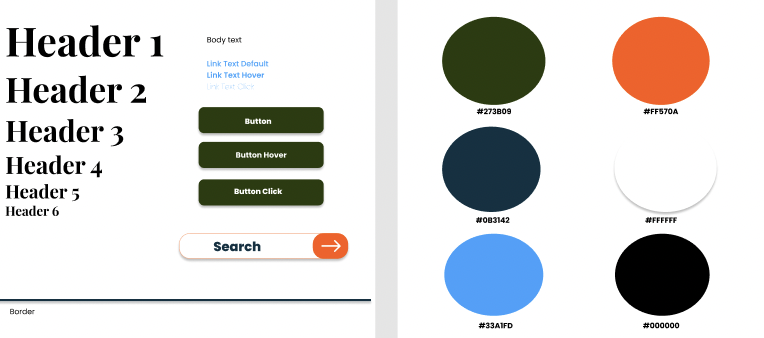 Header 1
Header 2
Header 3
Header 4
Header 5
Header 6
Body text
Link Text Default
Link Text Hover
Link Text Click
Button
Button Hover
Button Click
Search
Border
#273B09
#FF570A
#0B3142
#FFFFFF
#33A1FD
#000000